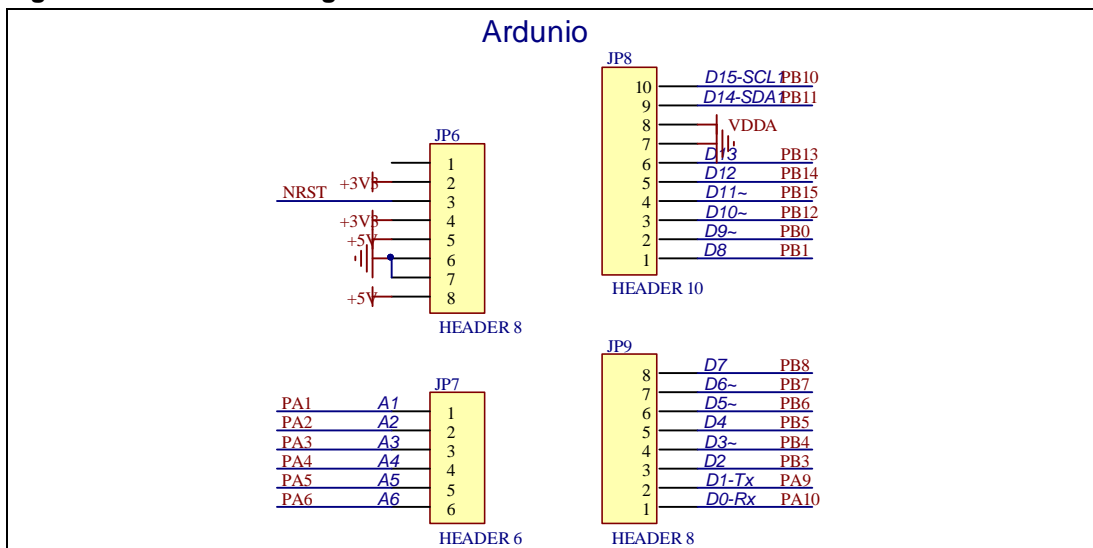 Ardunio
JP6
1
+3V3 2
NRST 3
+3V3 4
+5V 5
6
7
+5V 8
HEADER 8
JP8
10 D15-SCL1 PB10
9 D14-SDA1 PB11
8 VDDA
7
6 D13 PB13
5 D12 PB14
4 D11~ PB15
3 D10~ PB12
2 D9~ PB0
1 D8 PB1
HEADER 10
JP7
PA1 A1 1
PA2 A2 2
PA3 A3 3
PA4 A4 4
PA5 A5 5
PA6 A6 6
HEADER 6
JP9
8 D7 PB8
7 D6~ PB7
6 D5~ PB6
5 D4 PB5
4 D3~ PB4
3 D2 PB3
2 D1-Tx PA9
1 D0-Rx PA10
HEADER 8